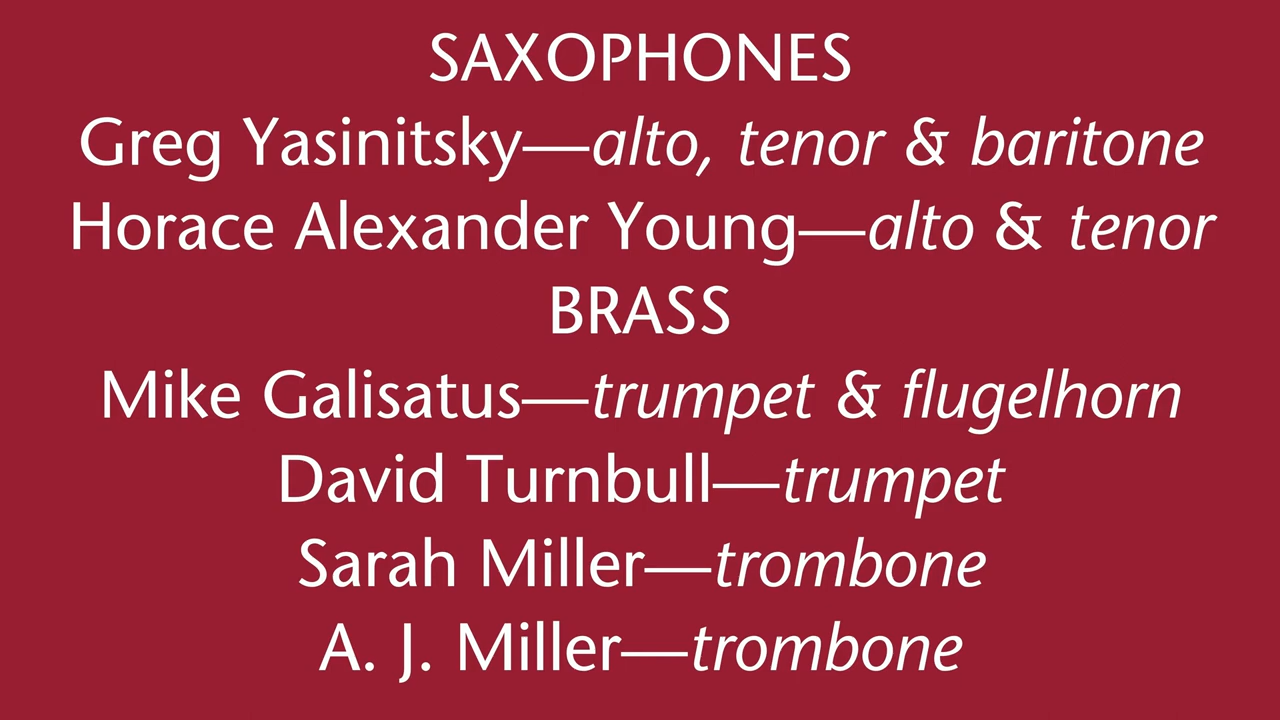 SAXOPHONES
Greg Yasinitsky—alto, tenor & baritone
Horace Alexander Young—alto & tenor
BRASS
Mike Galisatus—trumpet & flugelhorn
David Turnbull—trumpet
Sarah Miller—trombone
A. J. Miller—trombone